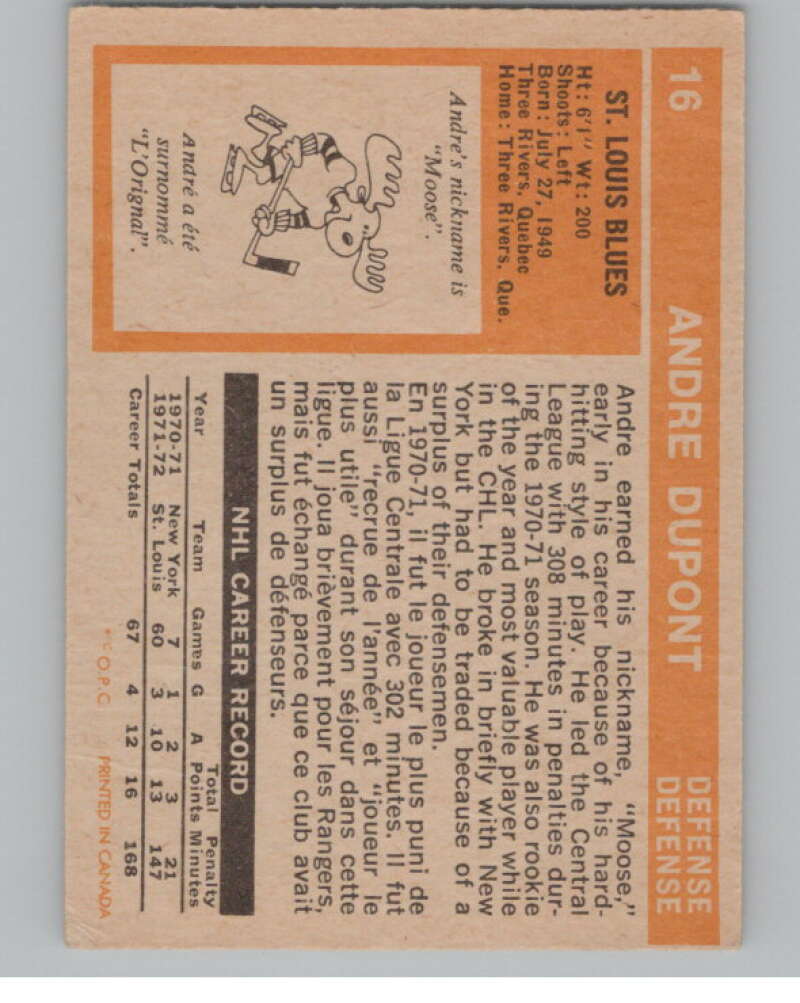 16 ANDRE DUPONT DEFENSE
DEFENSE
ST. LOUIS BLUES
Ht: 6'1" Wt: 200
Shoots: Left
Born: July 27, 1949
Three Rivers, Quebec
Home: Three Rivers, Que.
Andre's nickname is
"Moose".
André a été
surnommé
"L'Orignal".
Andre earned his nickname, "Moose,"
early in his career because of his hard-
hitting style of play. He led the Central
League with 308 minutes in penalties dur-
ing the 1970-71 season. He was also rookie
of the year and most valuable player while
in the CHL. He broke in briefly with New
York but had to be traded because of a
surplus of their defensemen.
En 1970-71, il fut le joueur le plus puni de
la Ligue Centrale avec 302 minutes. Il fut
aussi "recrue de l'année" et "joueur le
plus utile" durant son séjour dans cette
ligue. Il joua brièvement pour les Rangers,
mais fut échangé parce que ce club avait
un surplus de défenseurs.
NHL CAREER RECORD
Total Penalty
Year Team Games G A Points Minutes
1970-71 New York 7 1 2 3 21
1971-72 St. Louis 60 3 10 13 147
Career Totals 67 4 12 16 168
O.P.C. PRINTED IN CANADA